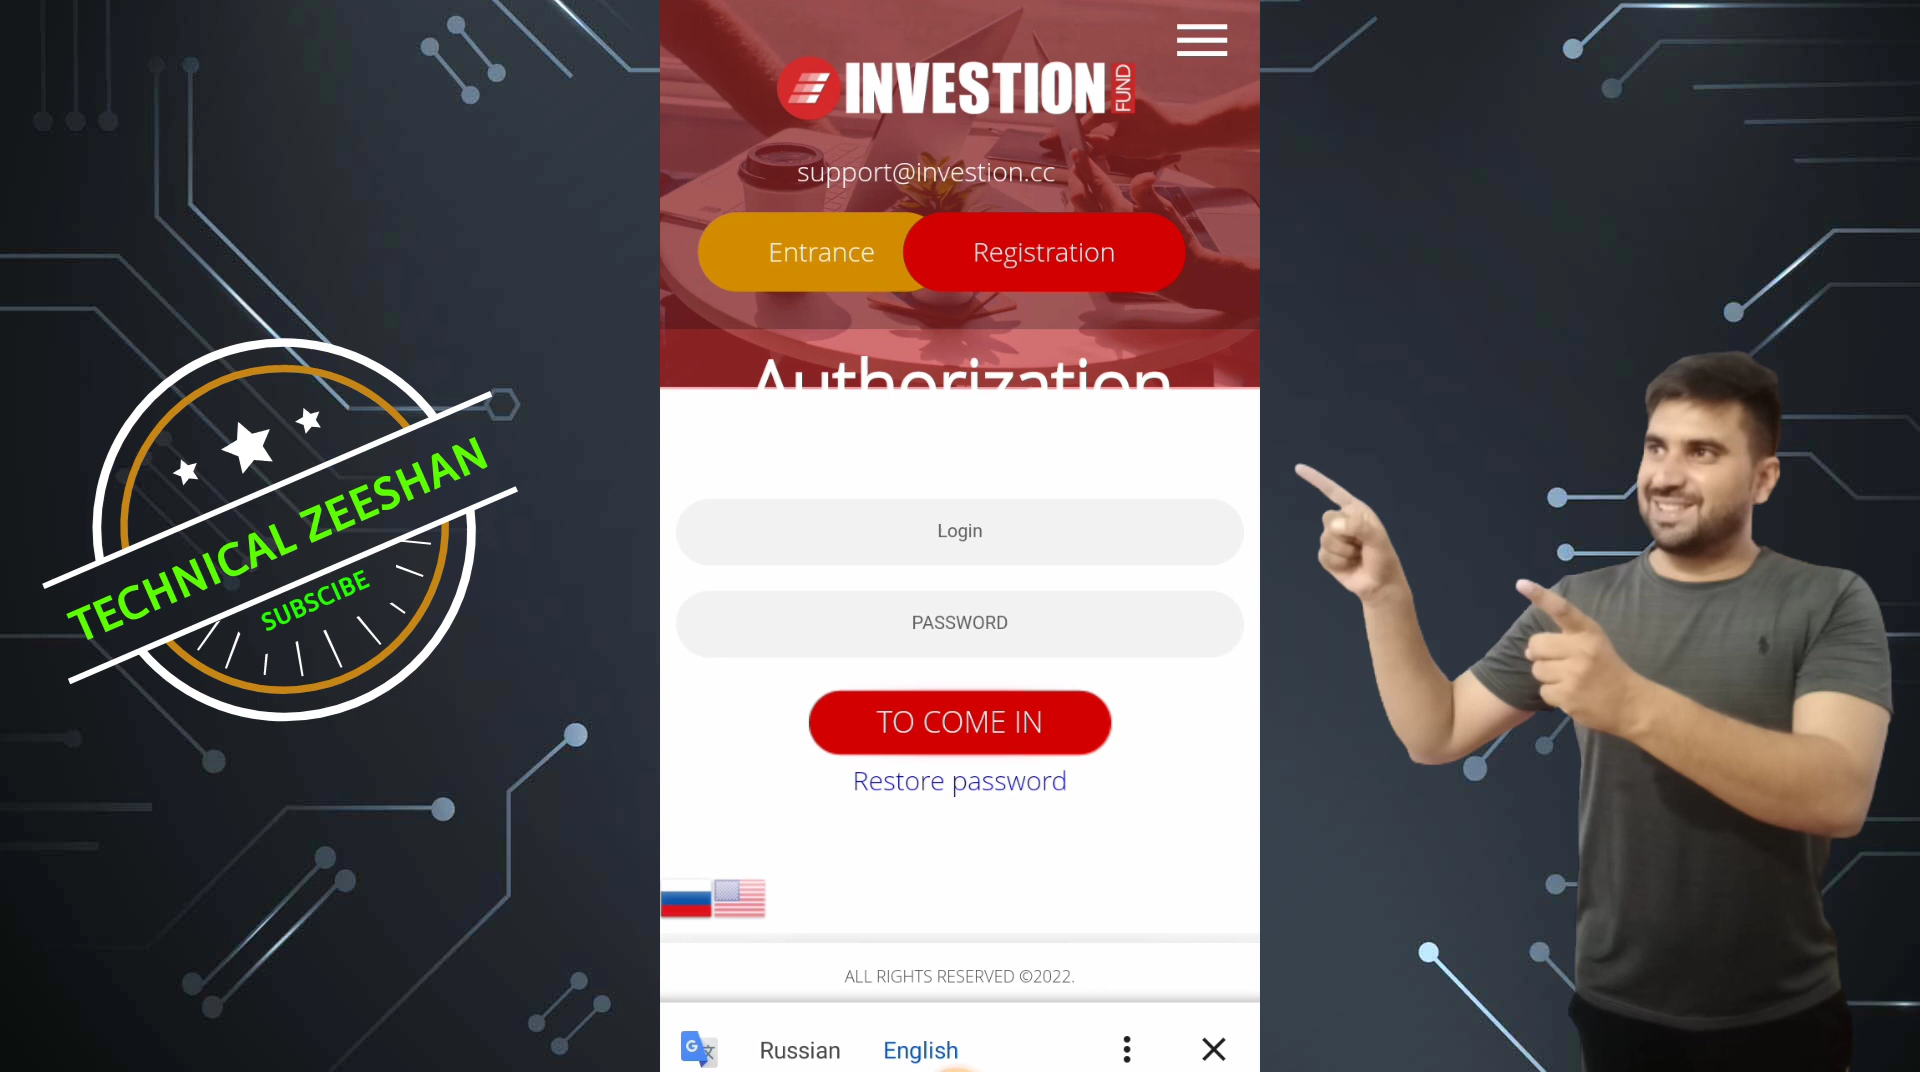 TECHNICAL ZEESHAN
SUBSCIBE
INVESTION
FUND
support@investion.cc
Entrance
Registration
Authorization
Login
PASSWORD
TO COME IN
Restore password
ALL RIGHTS RESERVED ©2022.
G 文
Russian
English